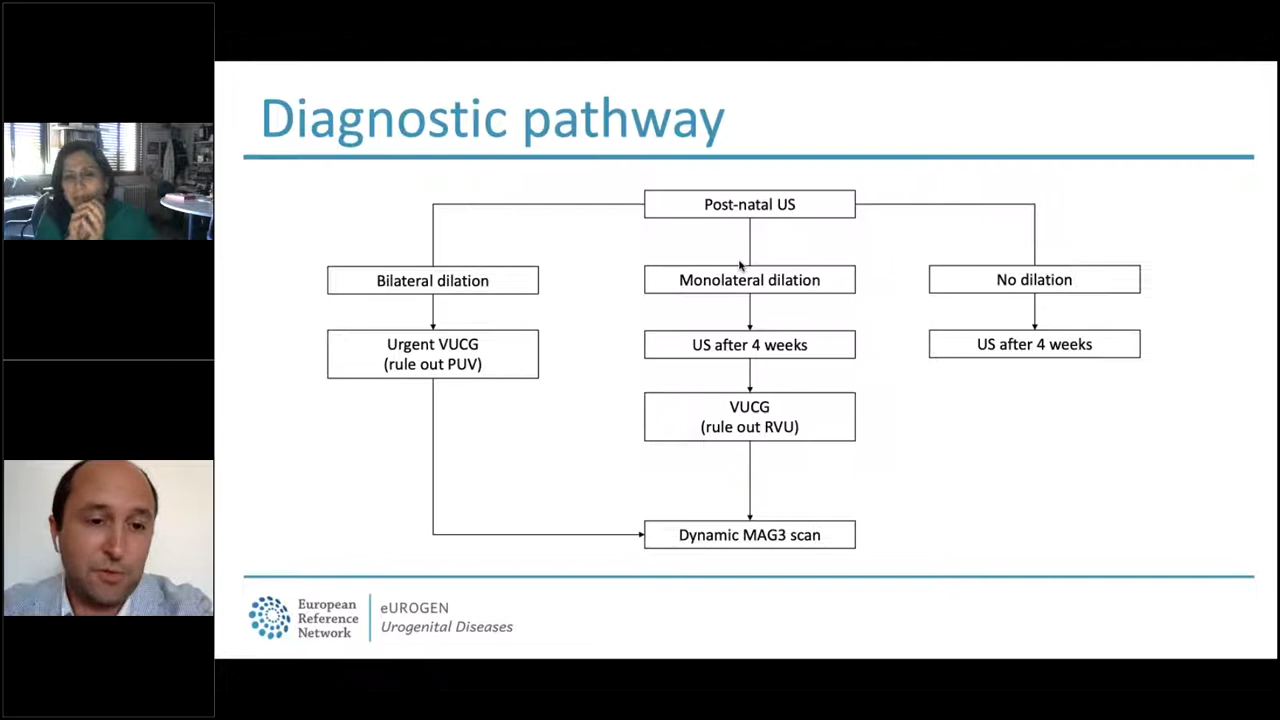 Diagnostic pathway
Post-natal US
Bilateral dilation
Monolateral dilation
No dilation
Urgent VUCG
(rule out PUV)
US after 4 weeks
US after 4 weeks
VUCG
(rule out RVU)
Dynamic MAG3 scan
European
Reference
Network
eUROGEN
Urogenital Diseases